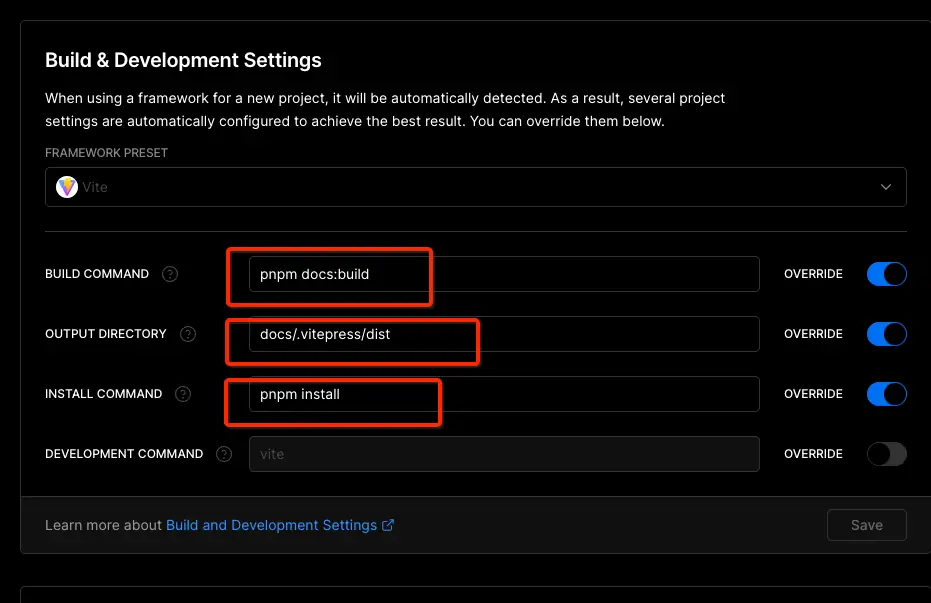 Build & Development Settings
When using a framework for a new project, it will be automatically detected. As a result, several project
settings are automatically configured to achieve the best result. You can override them below.
FRAMEWORK PRESET
Vite
BUILD COMMAND ? pnpm docs:build OVERRIDE
OUTPUT DIRECTORY ? docs/.vitepress/dist OVERRIDE
INSTALL COMMAND ? pnpm install OVERRIDE
DEVELOPMENT COMMAND ? vite OVERRIDE
Learn more about Build and Development Settings Save